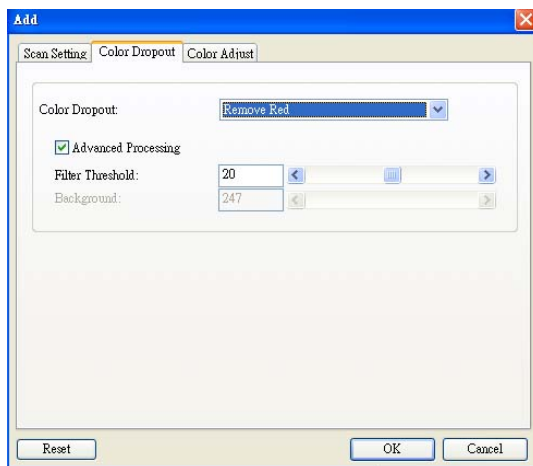 Add
Scan Setting Color Dropout Color Adjust
Color Dropout: Remove Red
Advanced Processing
Filter Threshold: 20
Background: 247
Reset OK Cancel